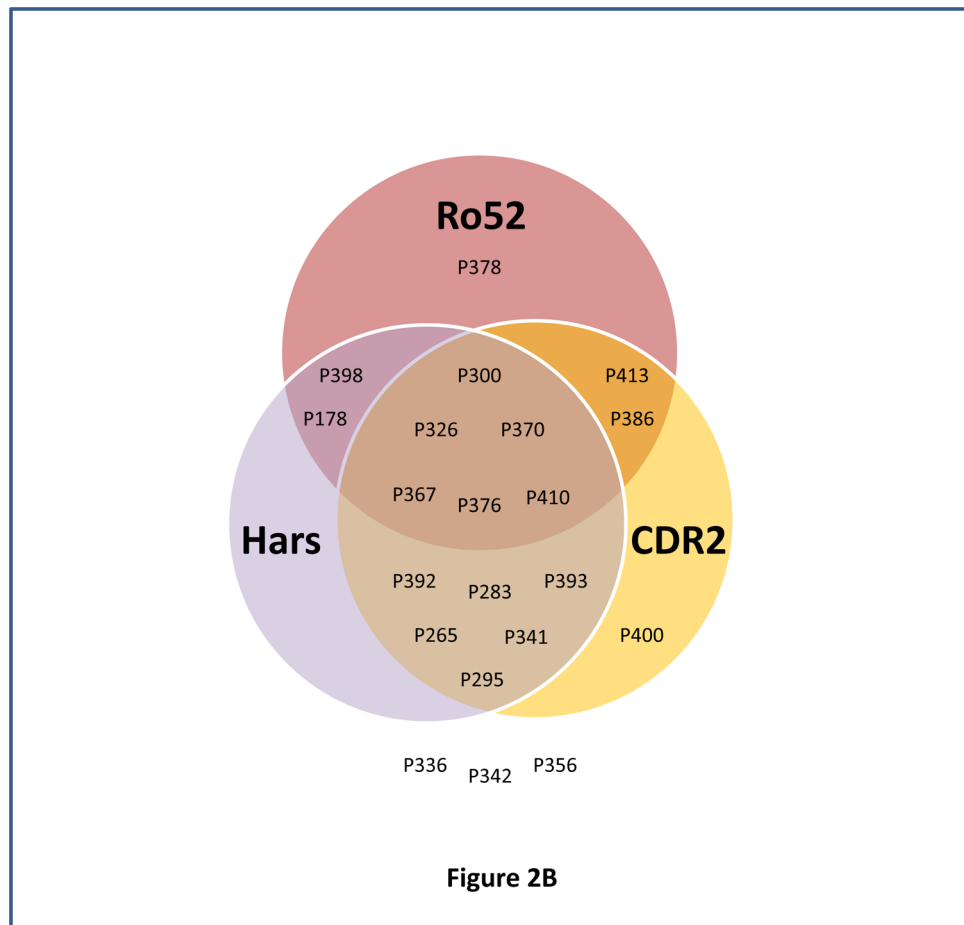 Ro52
P378
P398 P300 P413
P178 P326 P370 P386
P367 P376 P410
Hars CDR2
P392 P283 P393
P265 P341 P400
P295
P336 P342 P356
Figure 2B